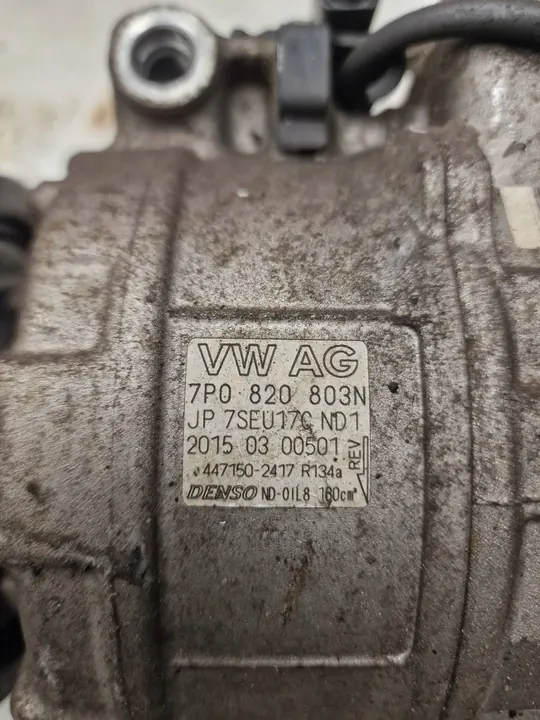 VW AG
7P0 820 803N
JP 7SEU17C ND1
2015 03 00501
REV
447150-2417 R134a
DENSO ND-OIL8 180cm³